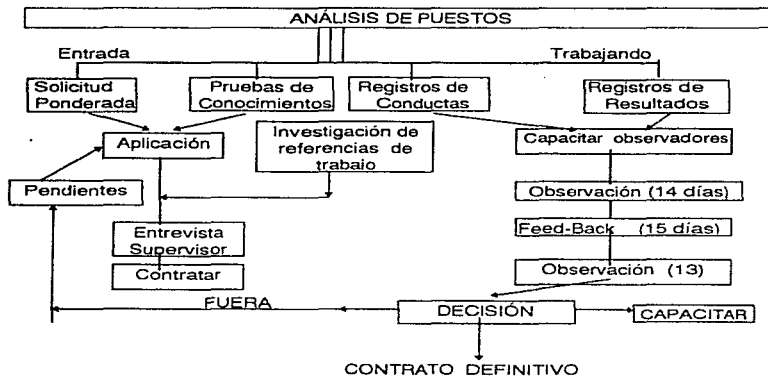 ANÁLISIS DE PUESTOS
Entrada
Trabajando
Solicitud
Ponderada
Pruebas de
Conocimientos
Registros de
Conductas
Registros de
Resultados
Aplicación
Investigación de
referencias de
trabaio
Capacitar observadores
Pendientes
Observación (14 días)
Entrevista
Supervisor
Feed-Back (15 días)
Contratar
Observación (13)
FUERA
DECISIÓN
CAPACITAR
CONTRATO DEFINITIVO